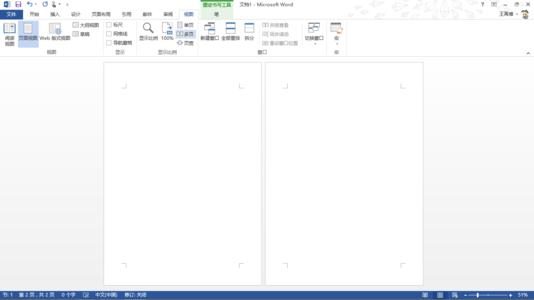 墨迹书写工具
文档1 - Microsoft Word
文件 开始 插入 设计 页面布局 引用 邮件 审阅 视图 笔
阅读视图 页面视图 Web 版式视图 大纲视图 草稿
标尺
网格线
导航窗格
显示比例 100% 单页 多页 页宽
新建窗口 全部重排 拆分 并排查看 同步滚动 重设窗口位置 切换窗口 宏
视图 显示 显示比例 窗口 宏
节: 1 第 2 页，共 2 页 0 个字 中文(中国) 修订: 关闭 51%